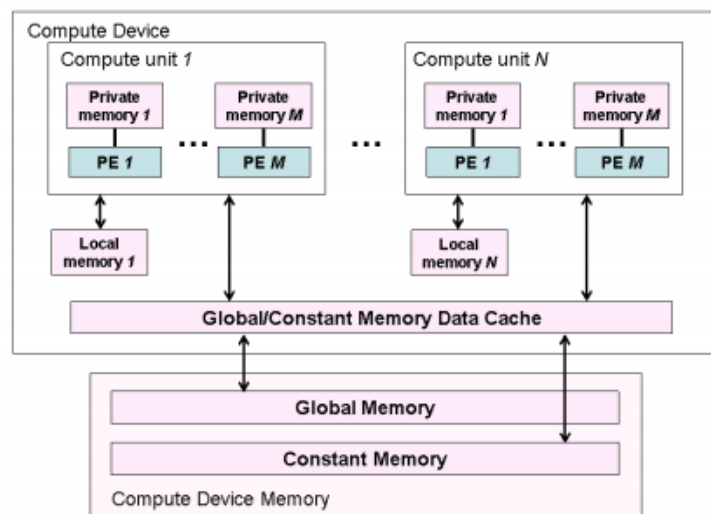 Compute Device
Compute unit 1
Compute unit N
Private
memory 1
Private
memory M
Private
memory 1
Private
memory M
...
...
...
PE 1
PE M
PE 1
PE M
Local
memory 1
Local
memory N
Global/Constant Memory Data Cache
Global Memory
Constant Memory
Compute Device Memory